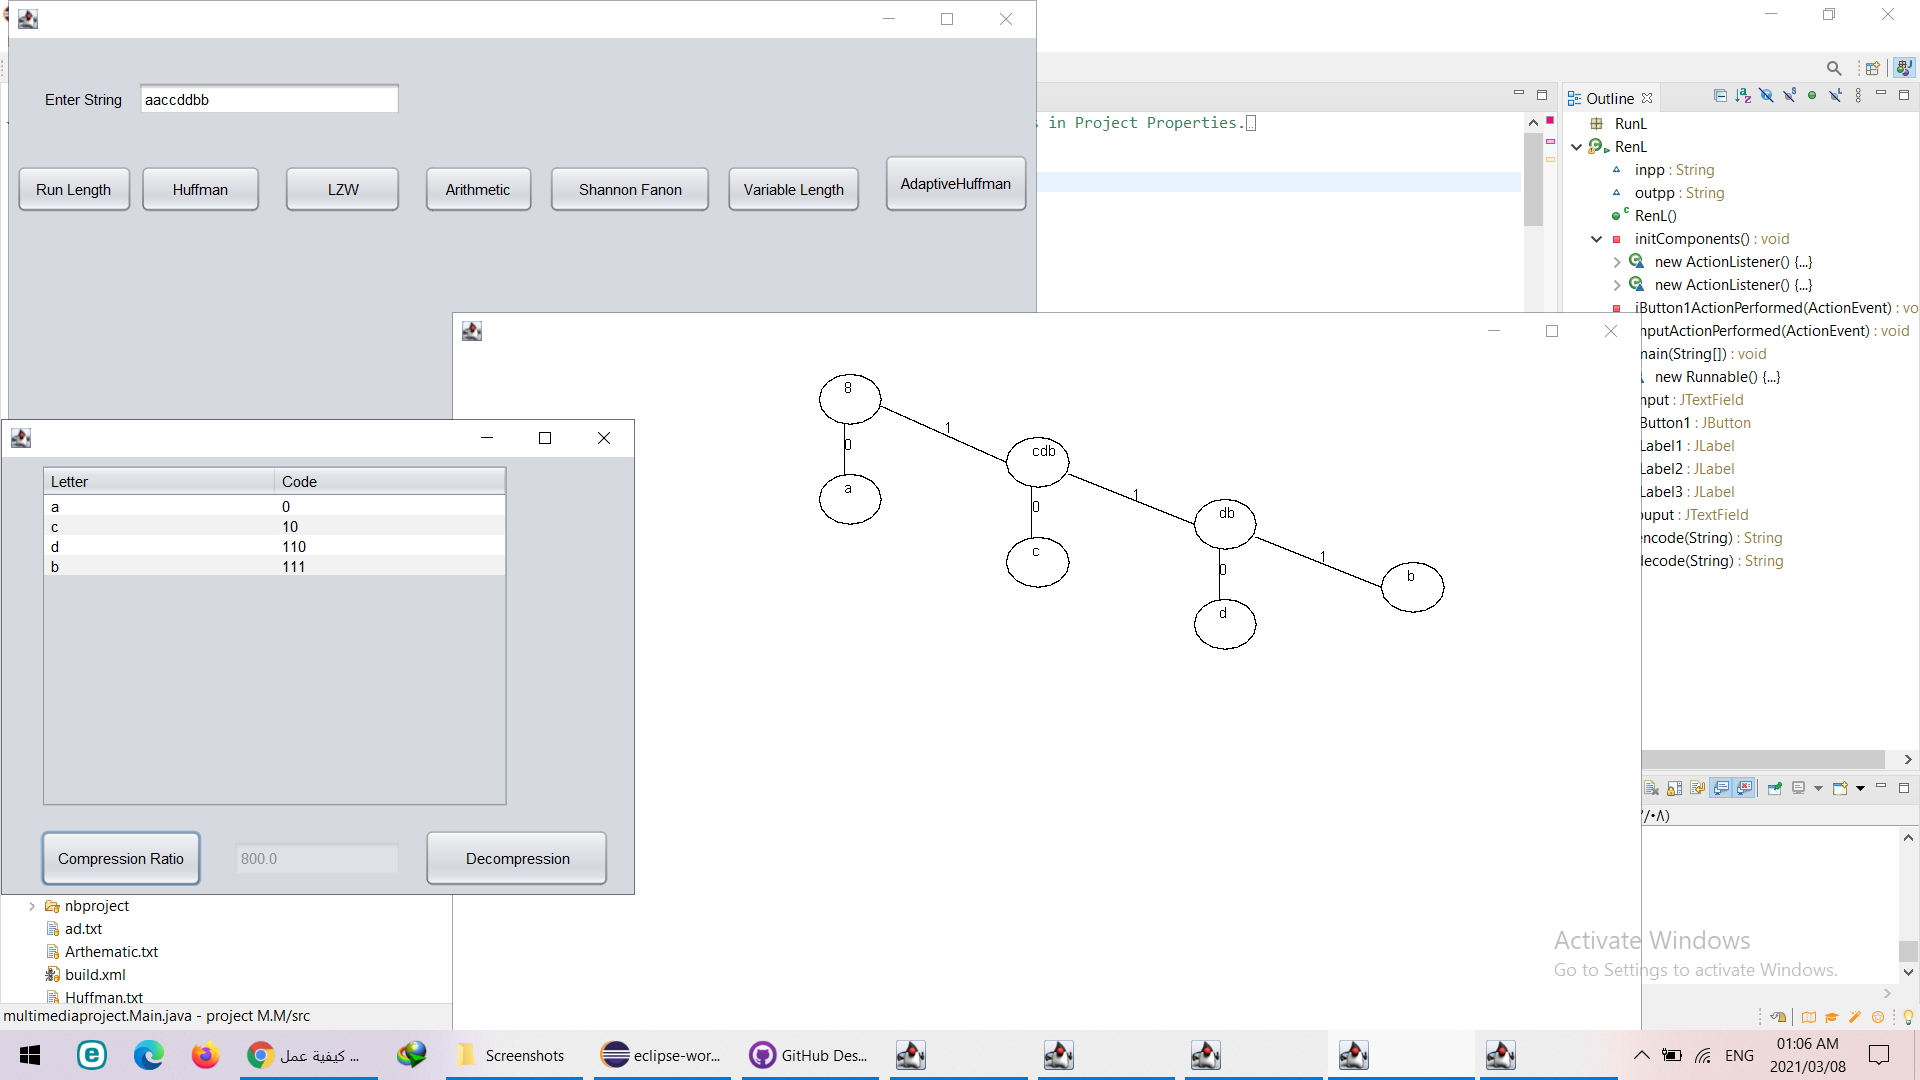 Enter String aaccddbb
Run Length Huffman LZW Arithmetic Shannon Fanon Variable Length AdaptiveHuffman
in Project Properties.
Outline
RunL
RenL
inpp : String
outpp : String
RenL()
initComponents() : void
new ActionListener() {...}
new ActionListener() {...}
jButton1ActionPerformed(ActionEvent) : vo
nputActionPerformed(ActionEvent) : void
main(String[]) : void
new Runnable() {...}
nput : JTextField
Button1 : JButton
Label1 : JLabel
Label2 : JLabel
Label3 : JLabel
ouput : JTextField
encode(String) : String
decode(String) : String
8
1
0
cdb
a
1
0
db
c
1
0
b
d
Letter Code
a 0
c 10
d 110
b 111
Compression Ratio 800.0 Decompression
nbproject
ad.txt
Arthematic.txt
build.xml
Huffman.txt
multimediaproject.Main.java - project M.M/src
Activate Windows
Go to Settings to activate Windows.
كيفية عمل ...
Screenshots
eclipse-wor...
GitHub Des...
ENG
01:06 AM
2021/03/08